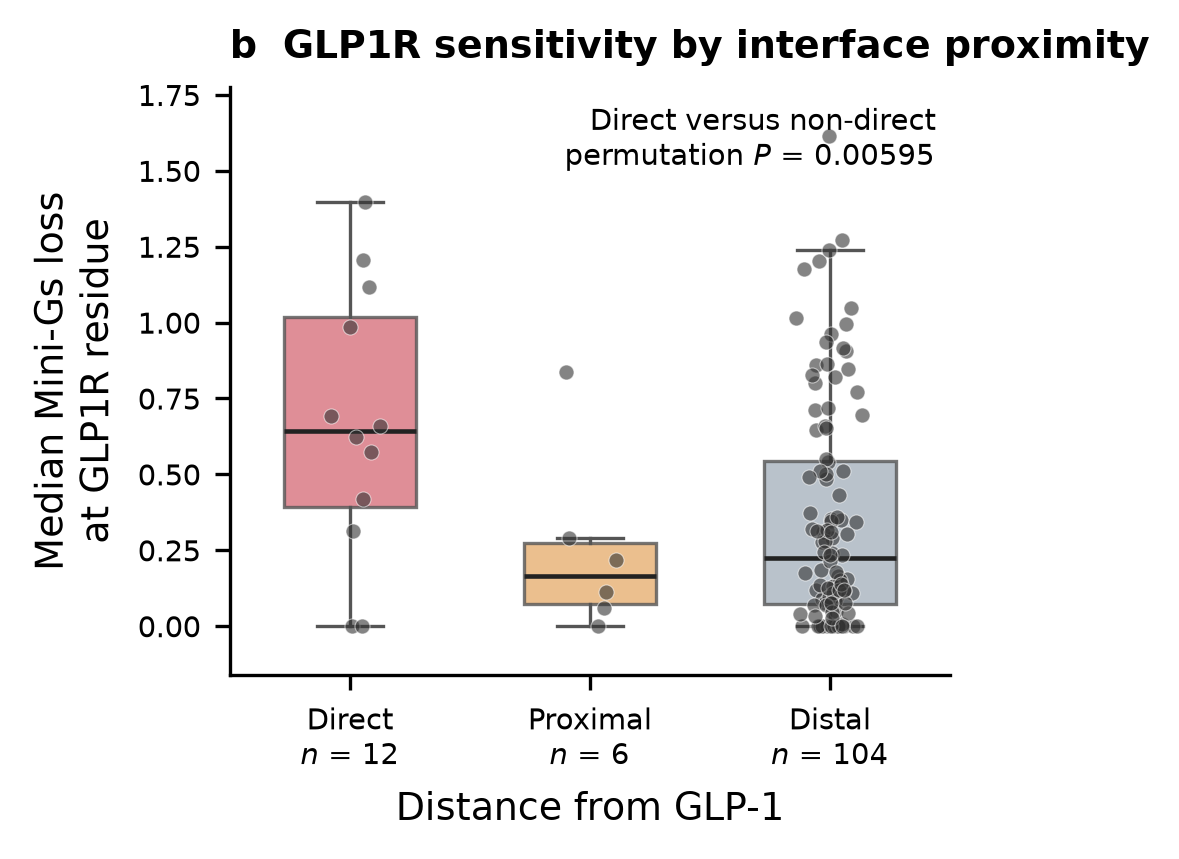 b GLP1R sensitivity by interface proximity
Direct versus non-direct
permutation P = 0.00595
1.75
1.50
1.25
1.00
0.75
0.50
0.25
0.00
Median Mini-Gs loss
at GLP1R residue
Direct
n = 12
Proximal
n = 6
Distal
n = 104
Distance from GLP-1